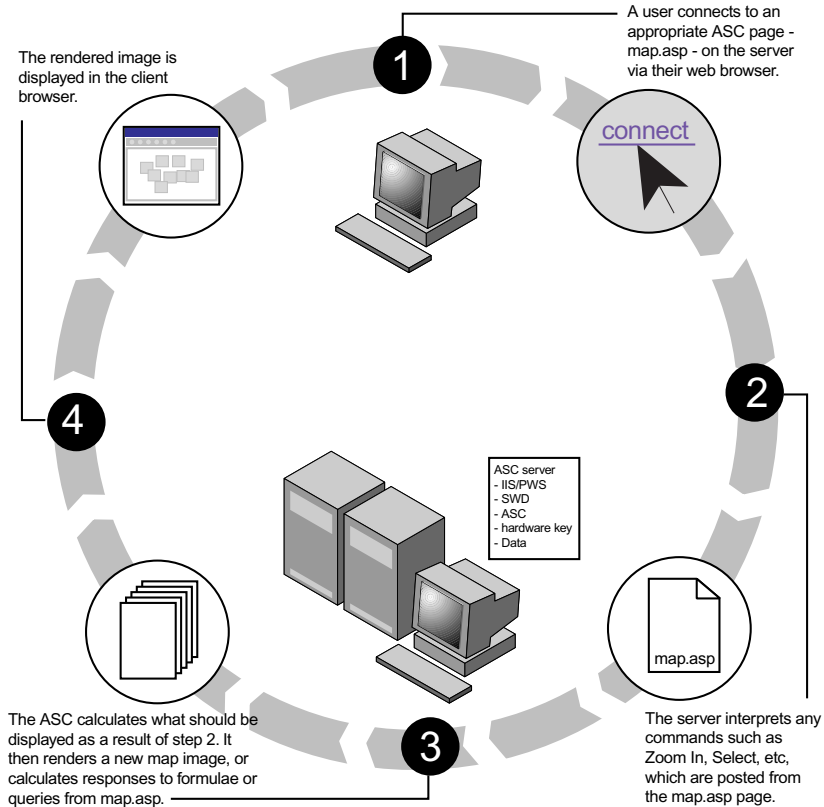 A user connects to an
appropriate ASC page -
map.asp - on the server
via their web browser.
The rendered image is
displayed in the client
browser.
1
connect
2
4
ASC server
- IIS/PWS
- SWD
- ASC
- hardware key
- Data
map.asp
The ASC calculates what should be
displayed as a result of step 2. It
then renders a new map image, or
calculates responses to formulae or
queries from map.asp.
3
The server interprets any
commands such as
Zoom In, Select, etc,
which are posted from
the map.asp page.